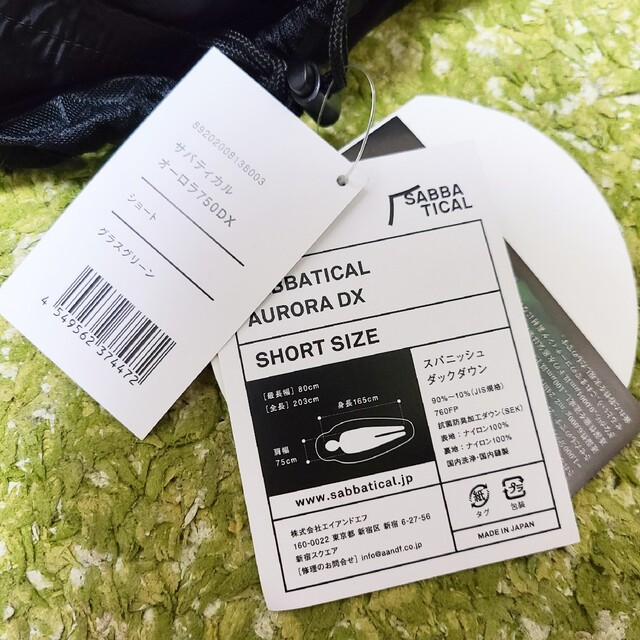 89202008138003
サバティカル
オーロラ750DX
ショート
グラスグリーン
4 549562 374472
SABBA
TICAL
BBATICAL
AURORA DX
SHORT SIZE
[最長幅] 80cm
[全長] 203cm
身長165cm
肩幅
75cm
www.sabbatical.jp
スパニッシュ
ダックダウン
90%−10% (JIS規格)
760FP
抗菌防臭加工ダウン(SEK)
表地：ナイロン100%
裏地：ナイロン100%
国内洗浄・国内縫製
株式会社エイアンドエフ
160-0022 東京都 新宿区 新宿 6-27-56
新宿スクエア
[修理のお問合せ] info@aandf.co.jp
紙
タグ
プラ
包装
MADE IN JAPAN